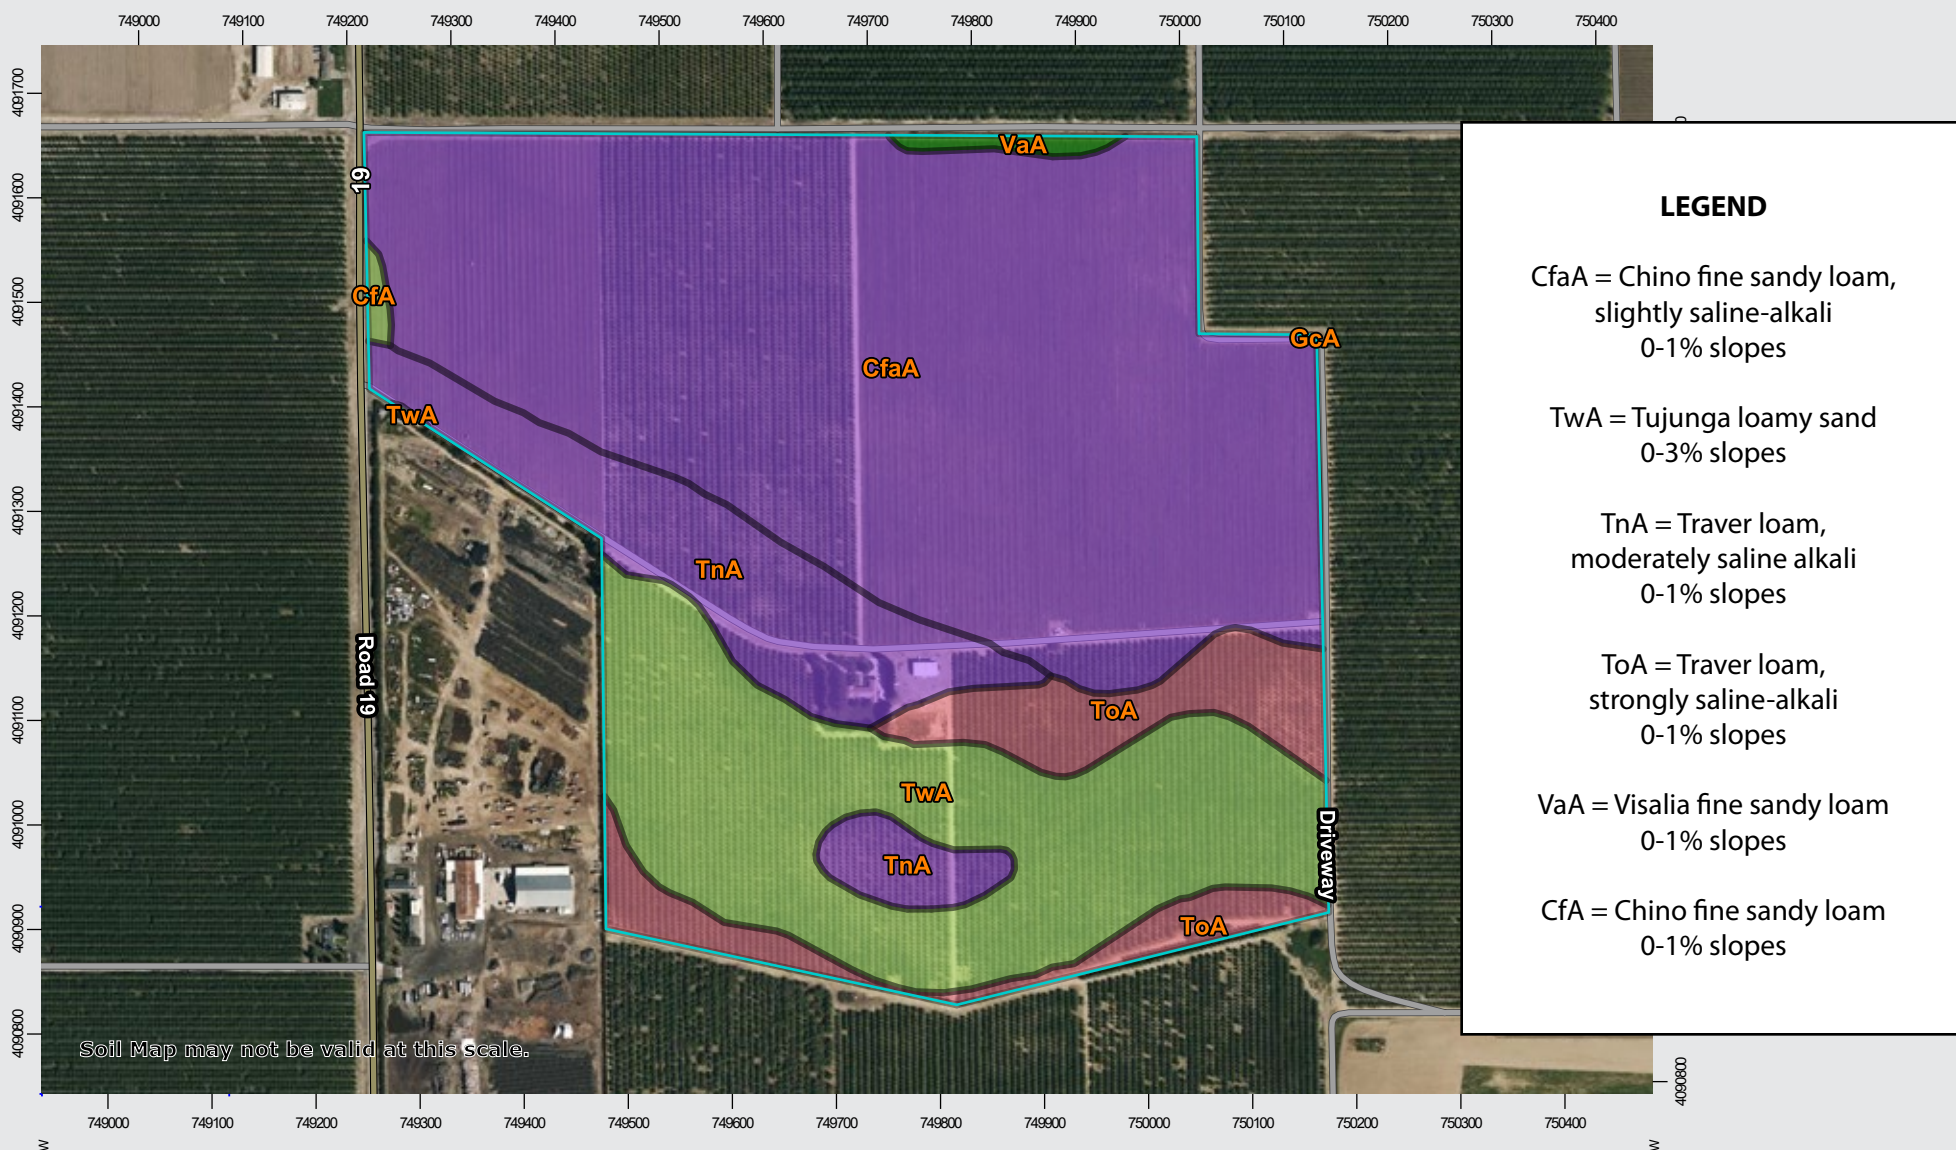 749000 749100 749200 749300 749400 749500 749600 749700 749800 749900 750000 750100 750200 750300 750400
4091700
4091600
4091500
4091400
4091300
4091200
4091100
4091000
4090900
4090800
19
VaA
CfA
GcA
CfaA
TwA
TnA
Road 19
ToA
TwA
Driveway
TnA
ToA
Soil Map may not be valid at this scale.
LEGEND
CfaA = Chino fine sandy loam,
slightly saline-alkali
0-1% slopes
TwA = Tujunga loamy sand
0-3% slopes
TnA = Traver loam,
moderately saline alkali
0-1% slopes
ToA = Traver loam,
strongly saline-alkali
0-1% slopes
VaA = Visalia fine sandy loam
0-1% slopes
CfA = Chino fine sandy loam
0-1% slopes
4090800
749000 749100 749200 749300 749400 749500 749600 749700 749800 749900 750000 750100 750200 750300 750400